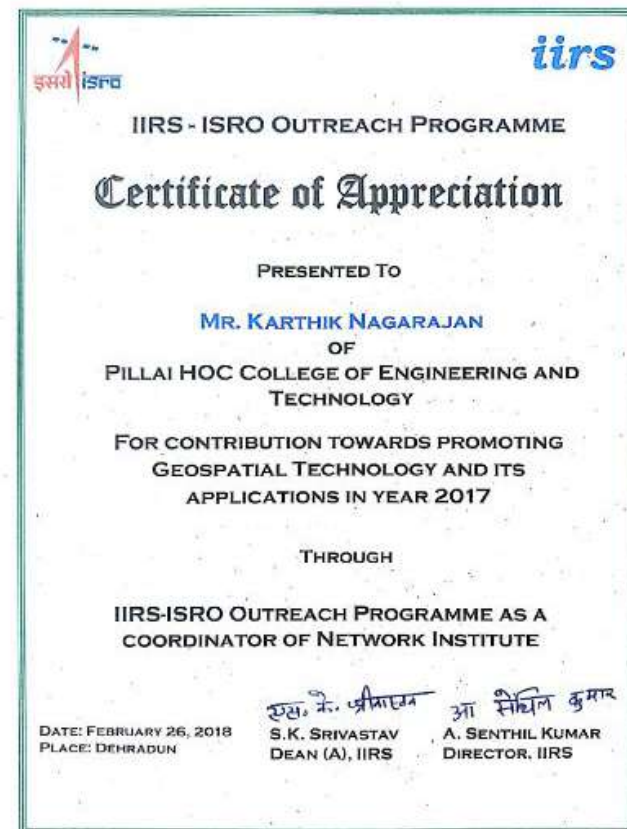 इसरो isro
iirs
IIRS - ISRO OUTREACH PROGRAMME
Certificate of Appreciation
PRESENTED TO
MR. KARTHIK NAGARAJAN
OF
PILLAI HOC COLLEGE OF ENGINEERING AND
TECHNOLOGY
FOR CONTRIBUTION TOWARDS PROMOTING
GEOSPATIAL TECHNOLOGY AND ITS
APPLICATIONS IN YEAR 2017
THROUGH
IIRS-ISRO OUTREACH PROGRAMME AS A
COORDINATOR OF NETWORK INSTITUTE
एस. के. आ सेंथिल कुमार
DATE: FEBRUARY 26, 2018 S.K. SRIVASTAV A. SENTHIL KUMAR
PLACE: DEHRADUN DEAN (A), IIRS DIRECTOR, IIRS